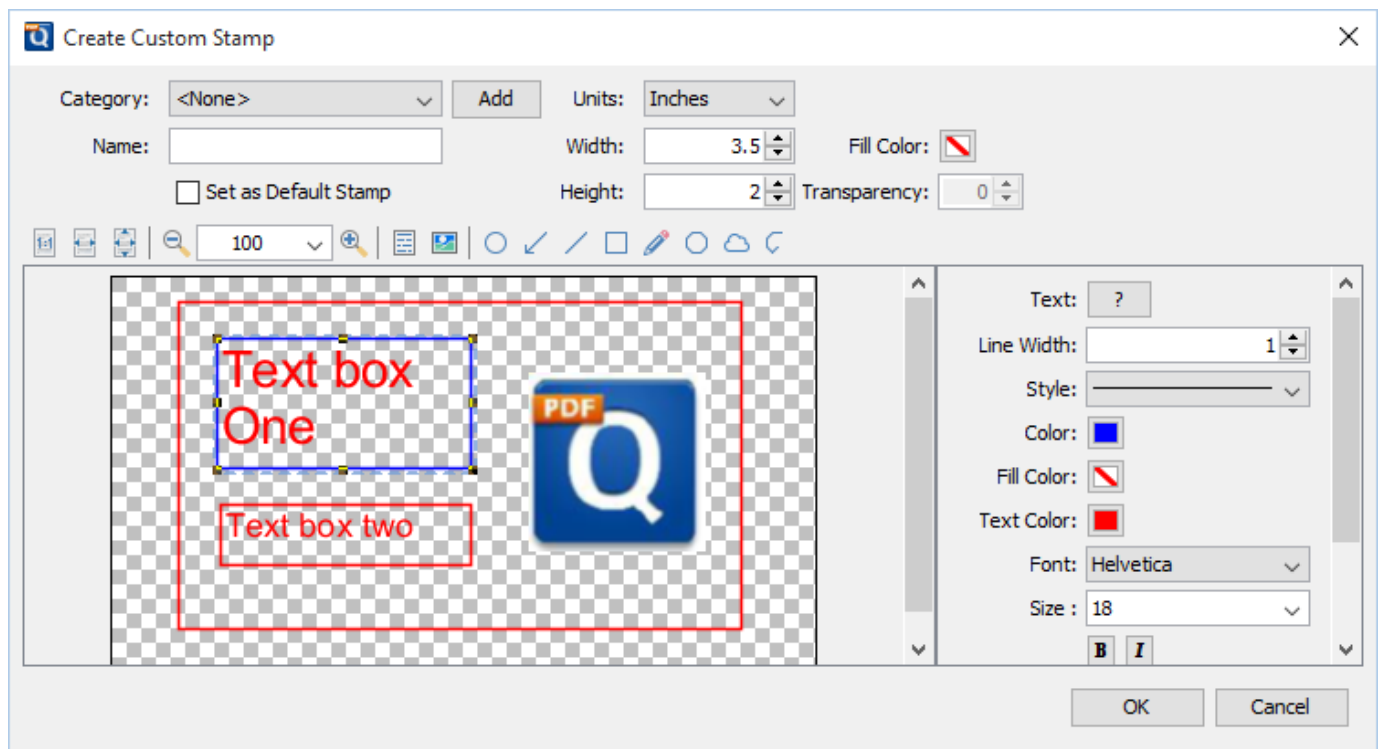 Create Custom Stamp
Category: <None> Add Units: Inches
Name: Width: 3.5 Fill Color:
Set as Default Stamp Height: 2 Transparency: 0
1:1 100
Text: ?
Line Width: 1
Style:
Color:
Fill Color:
Text Color:
Font: Helvetica
Size : 18
B I
Text box
One
Text box two
PDF
Q
OK Cancel